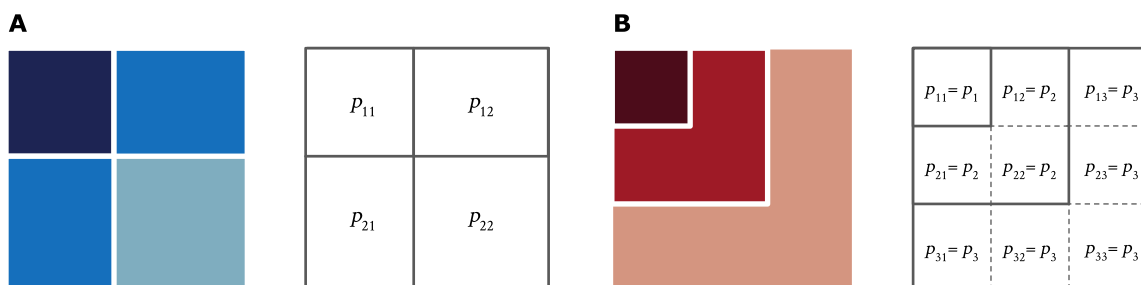 A
B
p11
p12
p21
p22
p11= p1
p12= p2
p13= p3
p21= p2
p22= p2
p23= p3
p31= p3
p32= p3
p33= p3